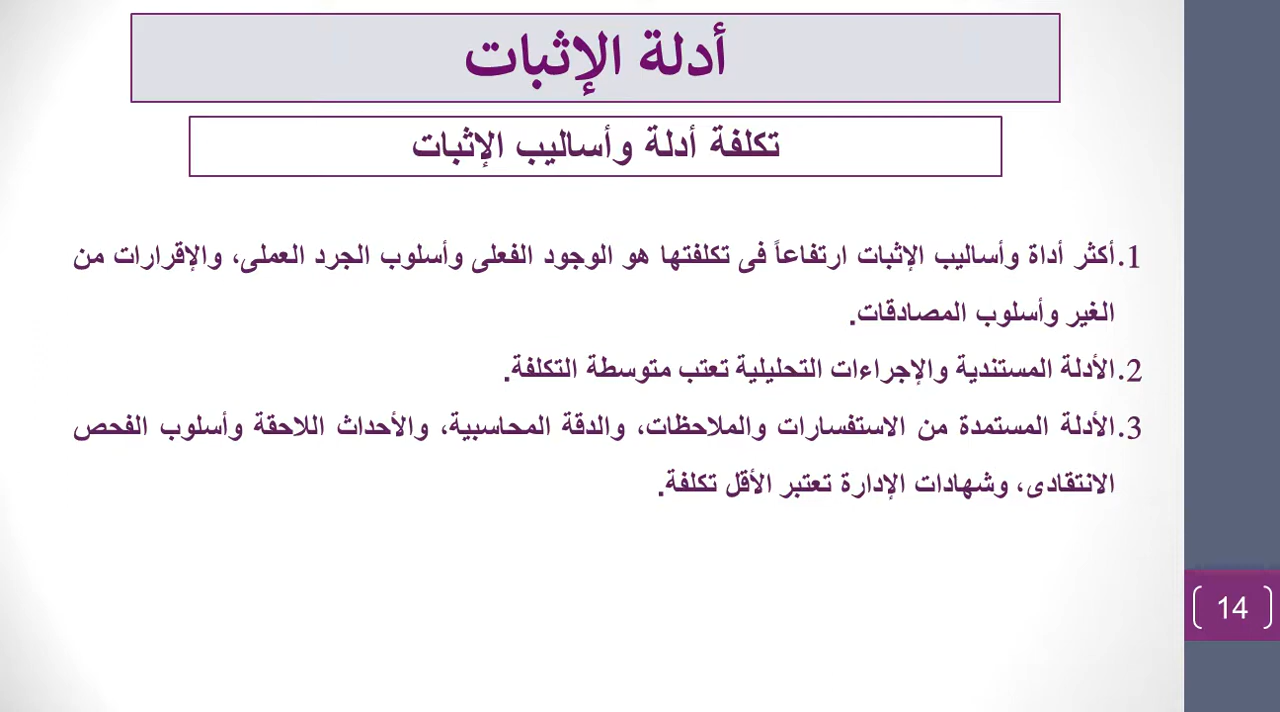 أدلة الإثبات
تكلفة أدلة وأساليب الإثبات
1. أكثر أداة وأساليب الإثبات ارتفاعاً فى تكلفتها هو الوجود الفعلى وأسلوب الجرد العملى، والإقرارات من
الغير وأسلوب المصادقات.
2. الأدلة المستندية والإجراءات التحليلية تعتب متوسطة التكلفة.
3. الأدلة المستمدة من الاستفسارات والملاحظات، والدقة المحاسبية، والأحداث اللاحقة وأسلوب الفحص
الانتقادى، وشهادات الإدارة تعتبر الأقل تكلفة.
14